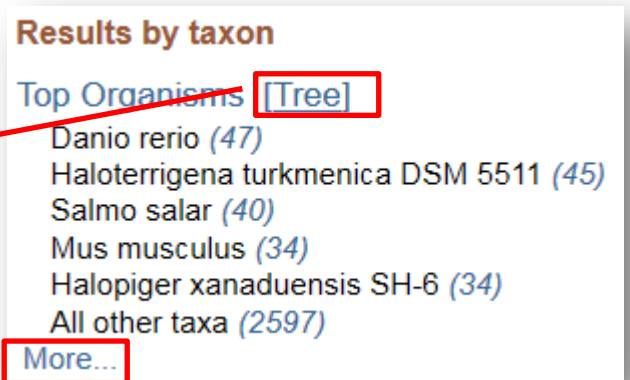 Results by taxon
Top Organisms [Tree]
Danio rerio (47)
Haloterrigena turkmenica DSM 5511 (45)
Salmo salar (40)
Mus musculus (34)
Halopiger xanaduensis SH-6 (34)
All other taxa (2597)
More...